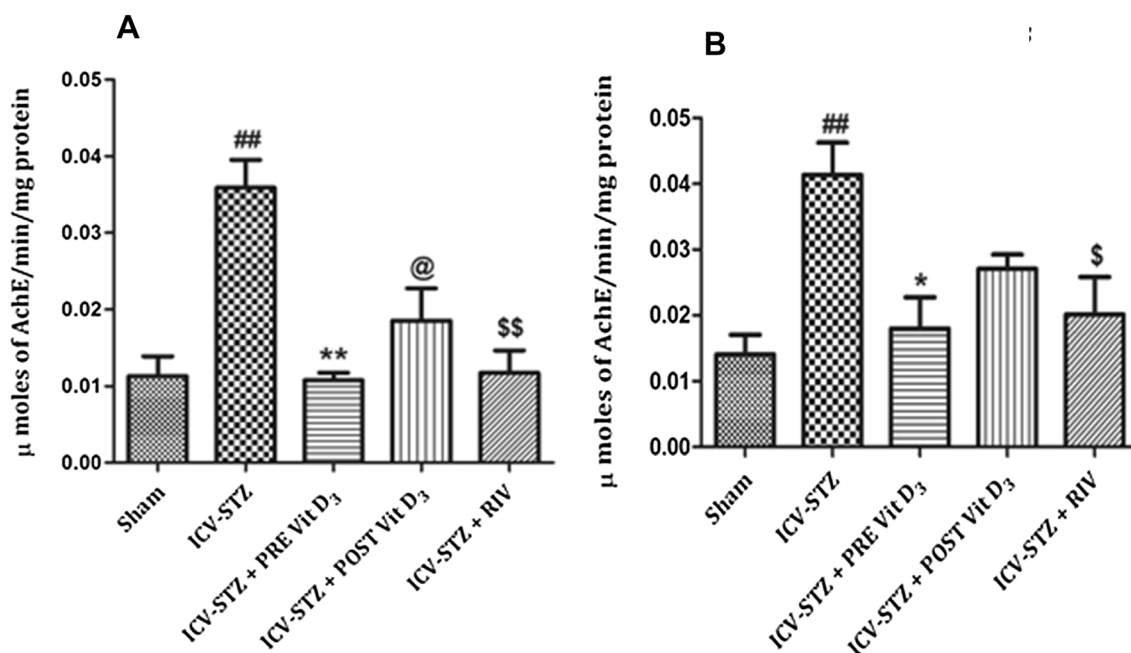 A
μ moles of AchE/min/mg protein
0.05
0.04
0.03
0.02
0.01
0.00
##
**
@
$$
Sham
ICV-STZ
ICV-STZ + PRE Vit D₃
ICV-STZ + POST Vit D₃
ICV-STZ + RIV
B
μ moles of AchE/min/mg protein
0.05
0.04
0.03
0.02
0.01
0.00
##
*
$
Sham
ICV-STZ
ICV-STZ + PRE Vit D₃
ICV-STZ + POST Vit D₃
ICV-STZ + RIV